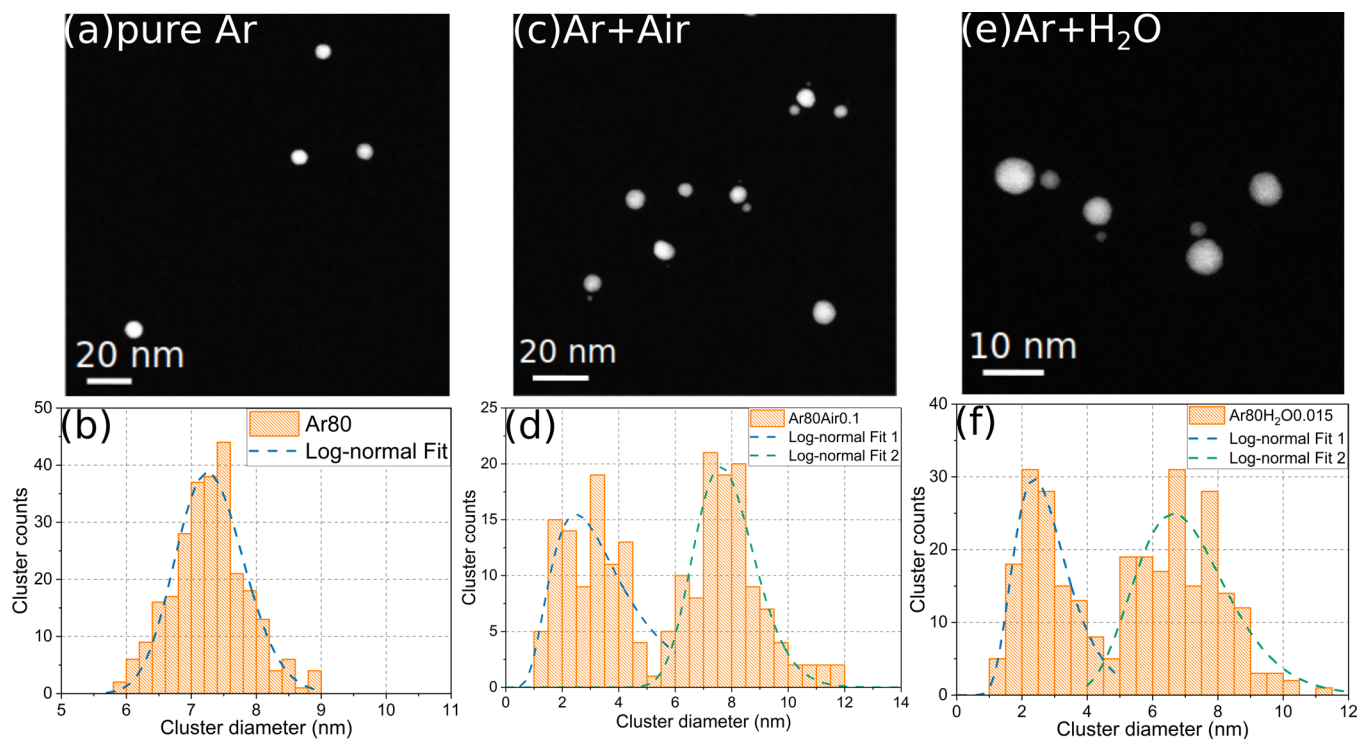 (a)pure Ar
20 nm
(c)Ar+Air
20 nm
(e)Ar+H₂O
10 nm
(b)
Ar80
Log-normal Fit
Cluster counts
50
40
30
20
10
0
5 6 7 8 9 10 11
Cluster diameter (nm)
(d)
Ar80Air0.1
Log-normal Fit 1
Log-normal Fit 2
Cluster counts
25
20
15
10
5
0
0 2 4 6 8 10 12 14
Cluster diameter (nm)
(f)
Ar80H₂O0.015
Log-normal Fit 1
Log-normal Fit 2
Cluster counts
40
30
20
10
0
0 2 4 6 8 10 12
Cluster diameter (nm)